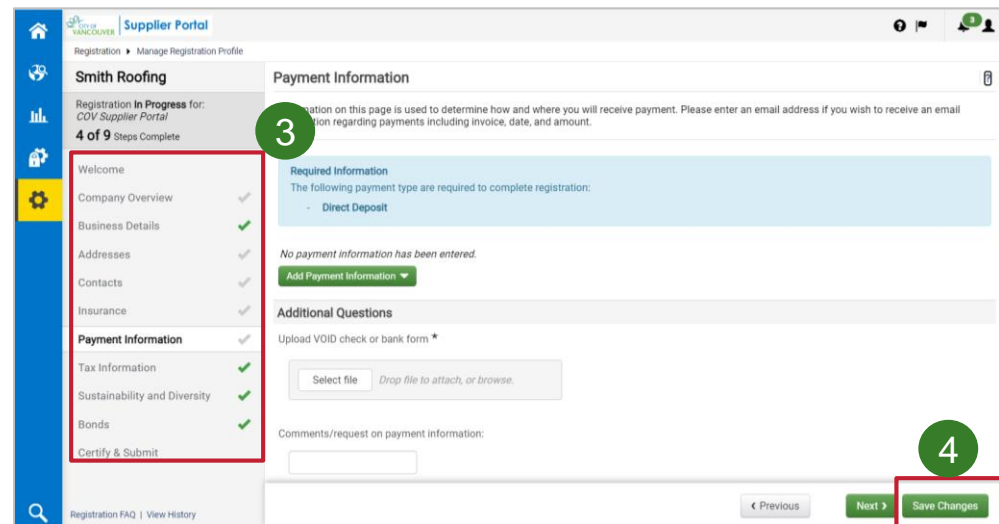 CITY OF
VANCOUVER
Supplier Portal
3
Registration ▸ Manage Registration Profile
Smith Roofing
Registration In Progress for:
COV Supplier Portal
4 of 9 Steps Complete
3
Welcome
Company Overview
Business Details
Addresses
Contacts
Insurance
Payment Information
Tax Information
Sustainability and Diversity
Bonds
Certify & Submit
Registration FAQ | View History
Payment Information
?
mation on this page is used to determine how and where you will receive payment. Please enter an email address if you wish to receive an email
tion regarding payments including invoice, date, and amount.
Required Information
The following payment type are required to complete registration:
- Direct Deposit
No payment information has been entered.
Add Payment Information
Additional Questions
Upload VOID check or bank form *
Select file Drop file to attach, or browse.
Comments/request on payment information:
4
‹ Previous Next › Save Changes